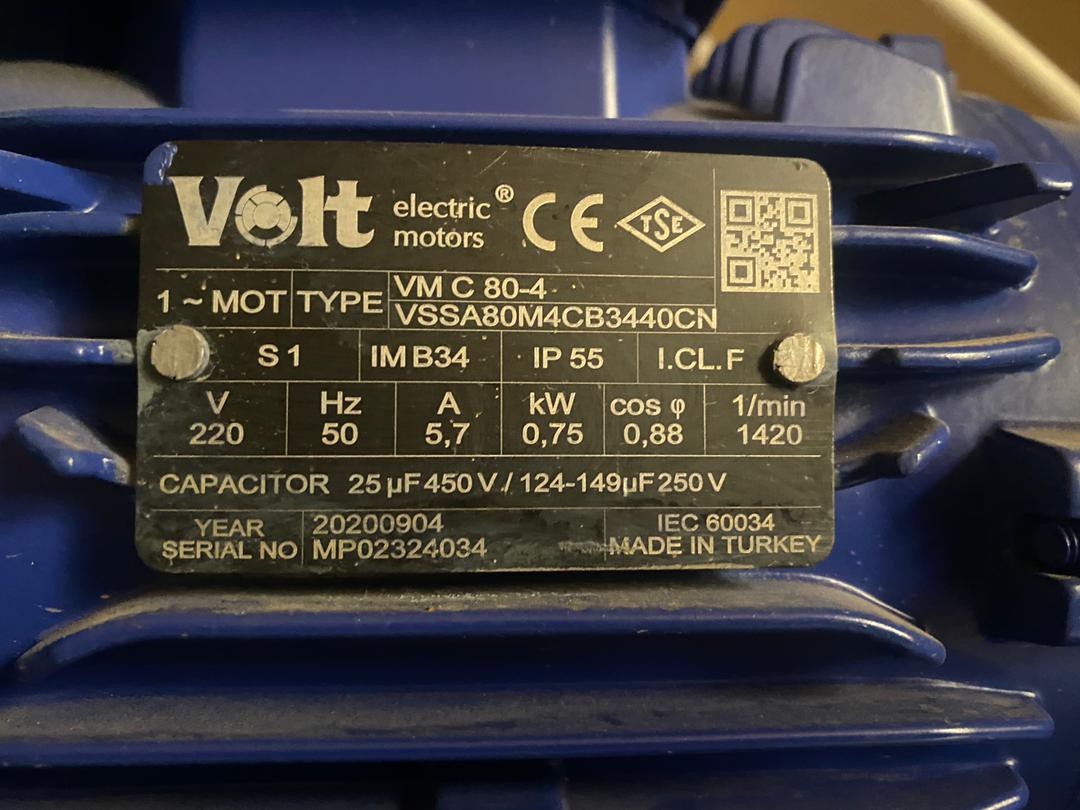 Volt electric motors ® CE TSE
1 ~ MOT TYPE VM C 80-4
VSSA80M4CB3440CN
S 1 IM B34 IP 55 I.CL.F
V Hz A kW cos φ 1/min
220 50 5,7 0,75 0,88 1420
CAPACITOR 25 µF 450 V / 124-149µF 250 V
YEAR 20200904 IEC 60034
SERIAL NO MP02324034 MADE IN TURKEY